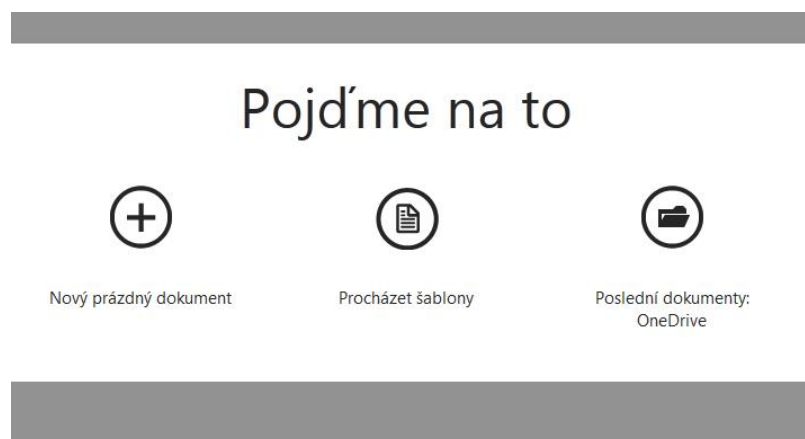 Pojďme na to
Nový prázdný dokument
Procházet šablony
Poslední dokumenty:
OneDrive